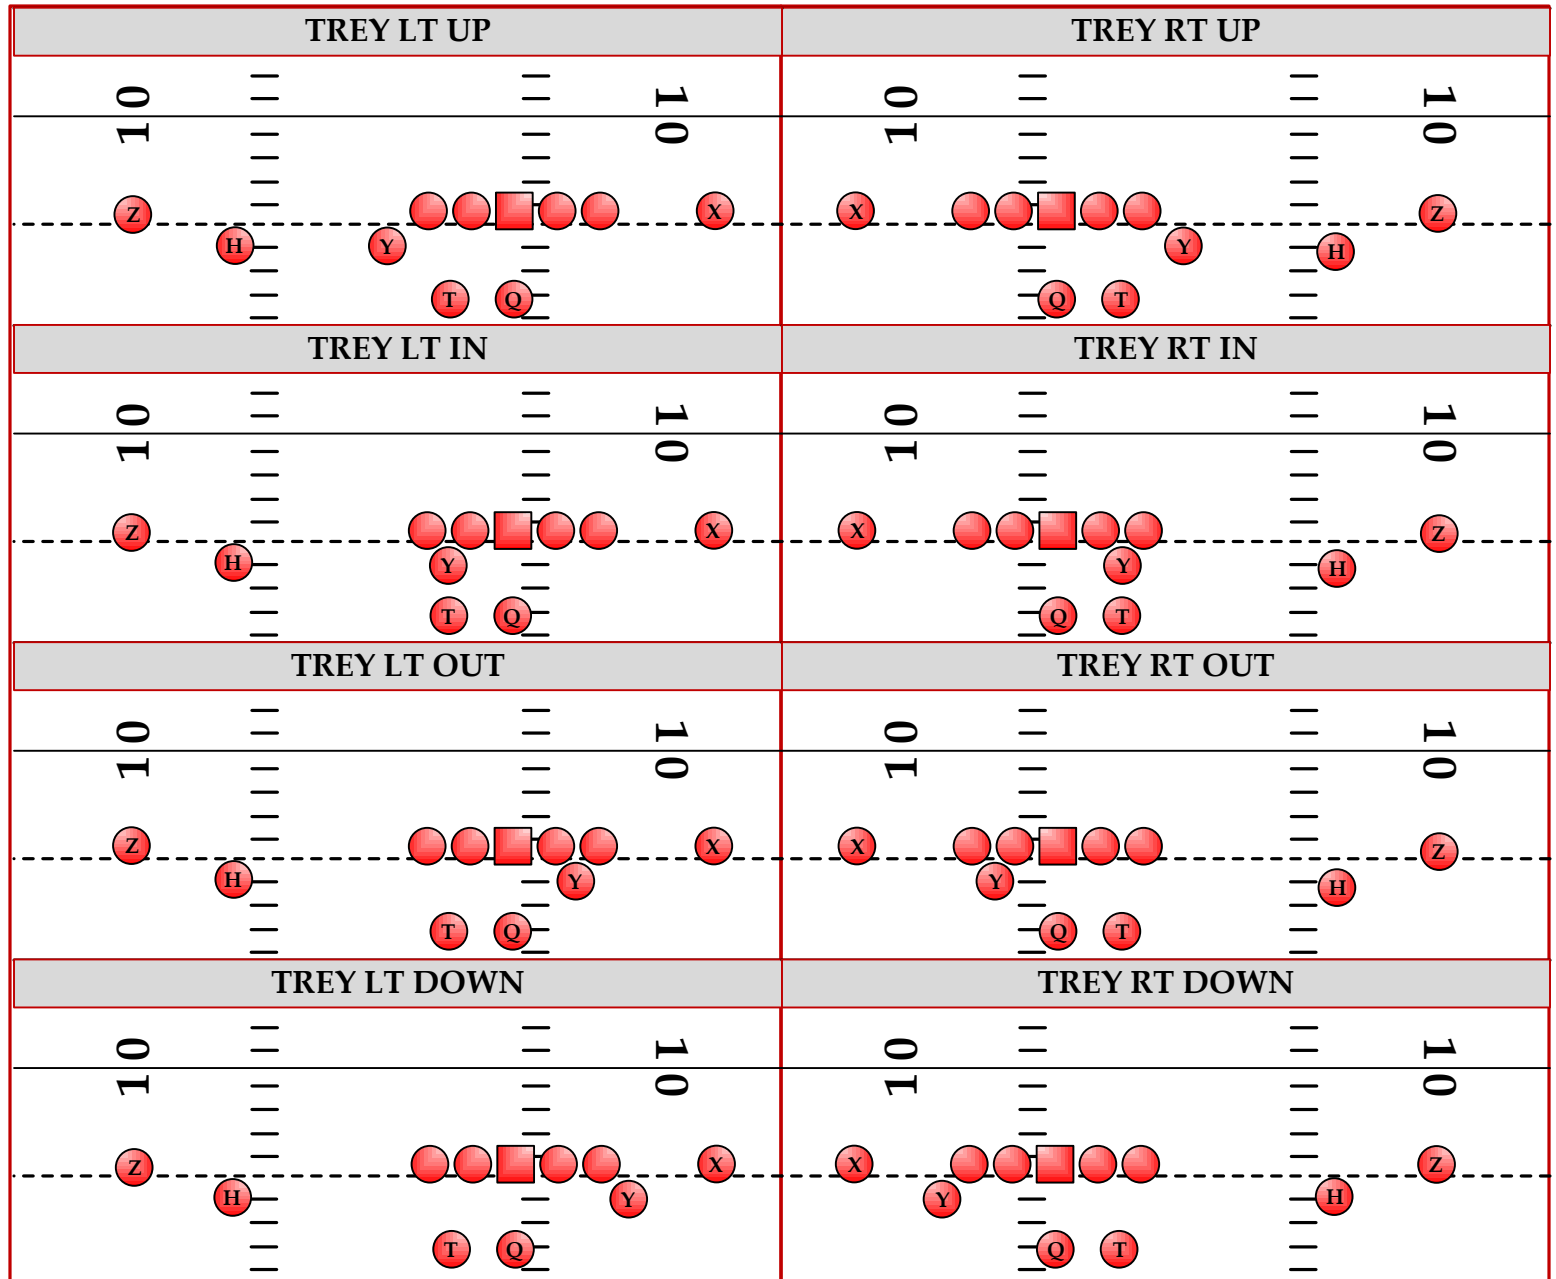 TREY LT UP
TREY RT UP
10 10 10 10
Z H Y T Q X
X Q T Y H Z
TREY LT IN
TREY RT IN
10 10 10 10
Z H Y T Q X
X Q T Y H Z
TREY LT OUT
TREY RT OUT
10 10 10 10
Z H T Q Y X
X Y Q T H Z
TREY LT DOWN
TREY RT DOWN
10 10 10 10
Z H T Q Y X
X Y Q T H Z